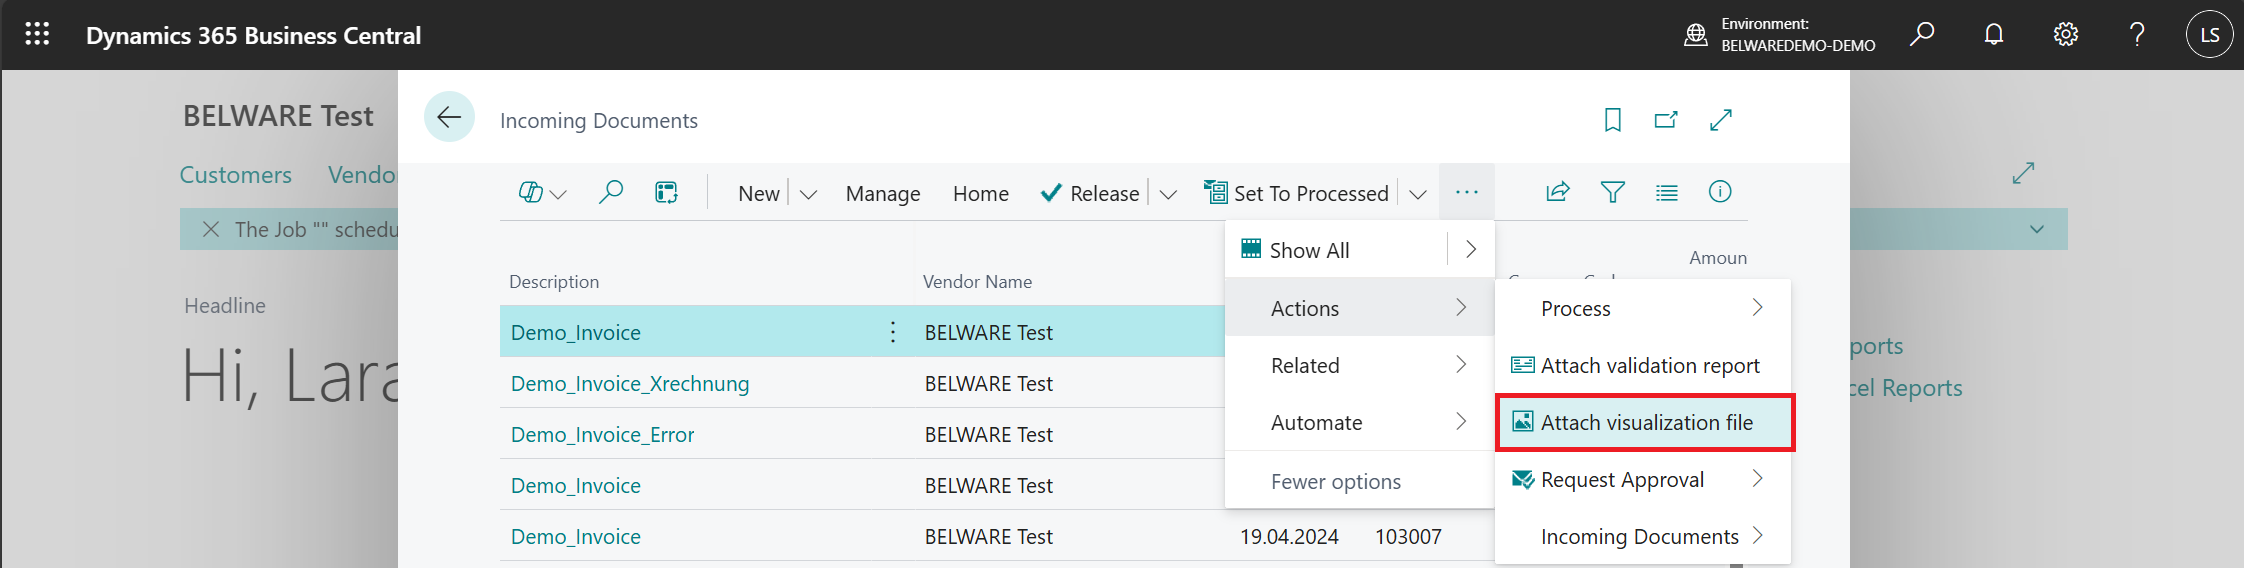 Dynamics 365 Business Central
Environment:
BELWAREDEMO-DEMO
?
LS
BELWARE Test
Customers
Vendo
The Job "" schedu
Headline
Hi, Lara
Incoming Documents
New
Manage
Home
Release
Set To Processed
...
Description
Vendor Name
Amoun
Demo_Invoice
BELWARE Test
Demo_Invoice_Xrechnung
BELWARE Test
Demo_Invoice_Error
BELWARE Test
Demo_Invoice
BELWARE Test
Demo_Invoice
BELWARE Test
19.04.2024
103007
Show All
Actions
Related
Automate
Fewer options
Process
Attach validation report
Attach visualization file
Request Approval
Incoming Documents
ports
cel Reports